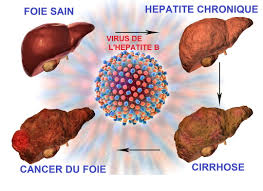 FOIE SAIN
HEPATITE CHRONIQUE
VIRUS DE
L'HEPATITE B
CANCER DU FOIE
CIRRHOSE